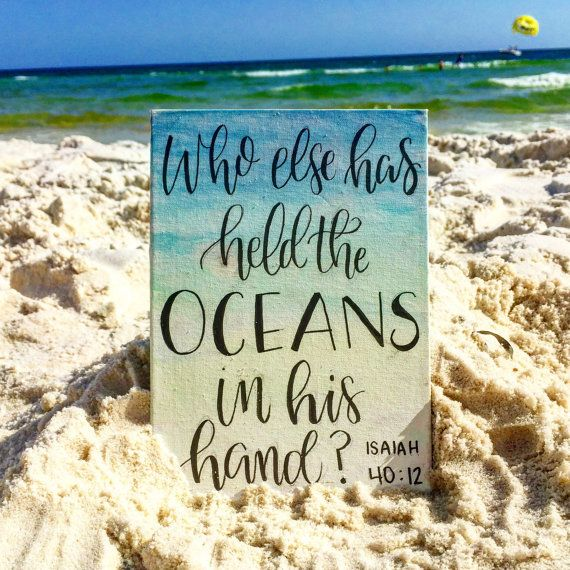 Who else has
held the
OCEANS
in his
hand?
ISAIAH
40:12